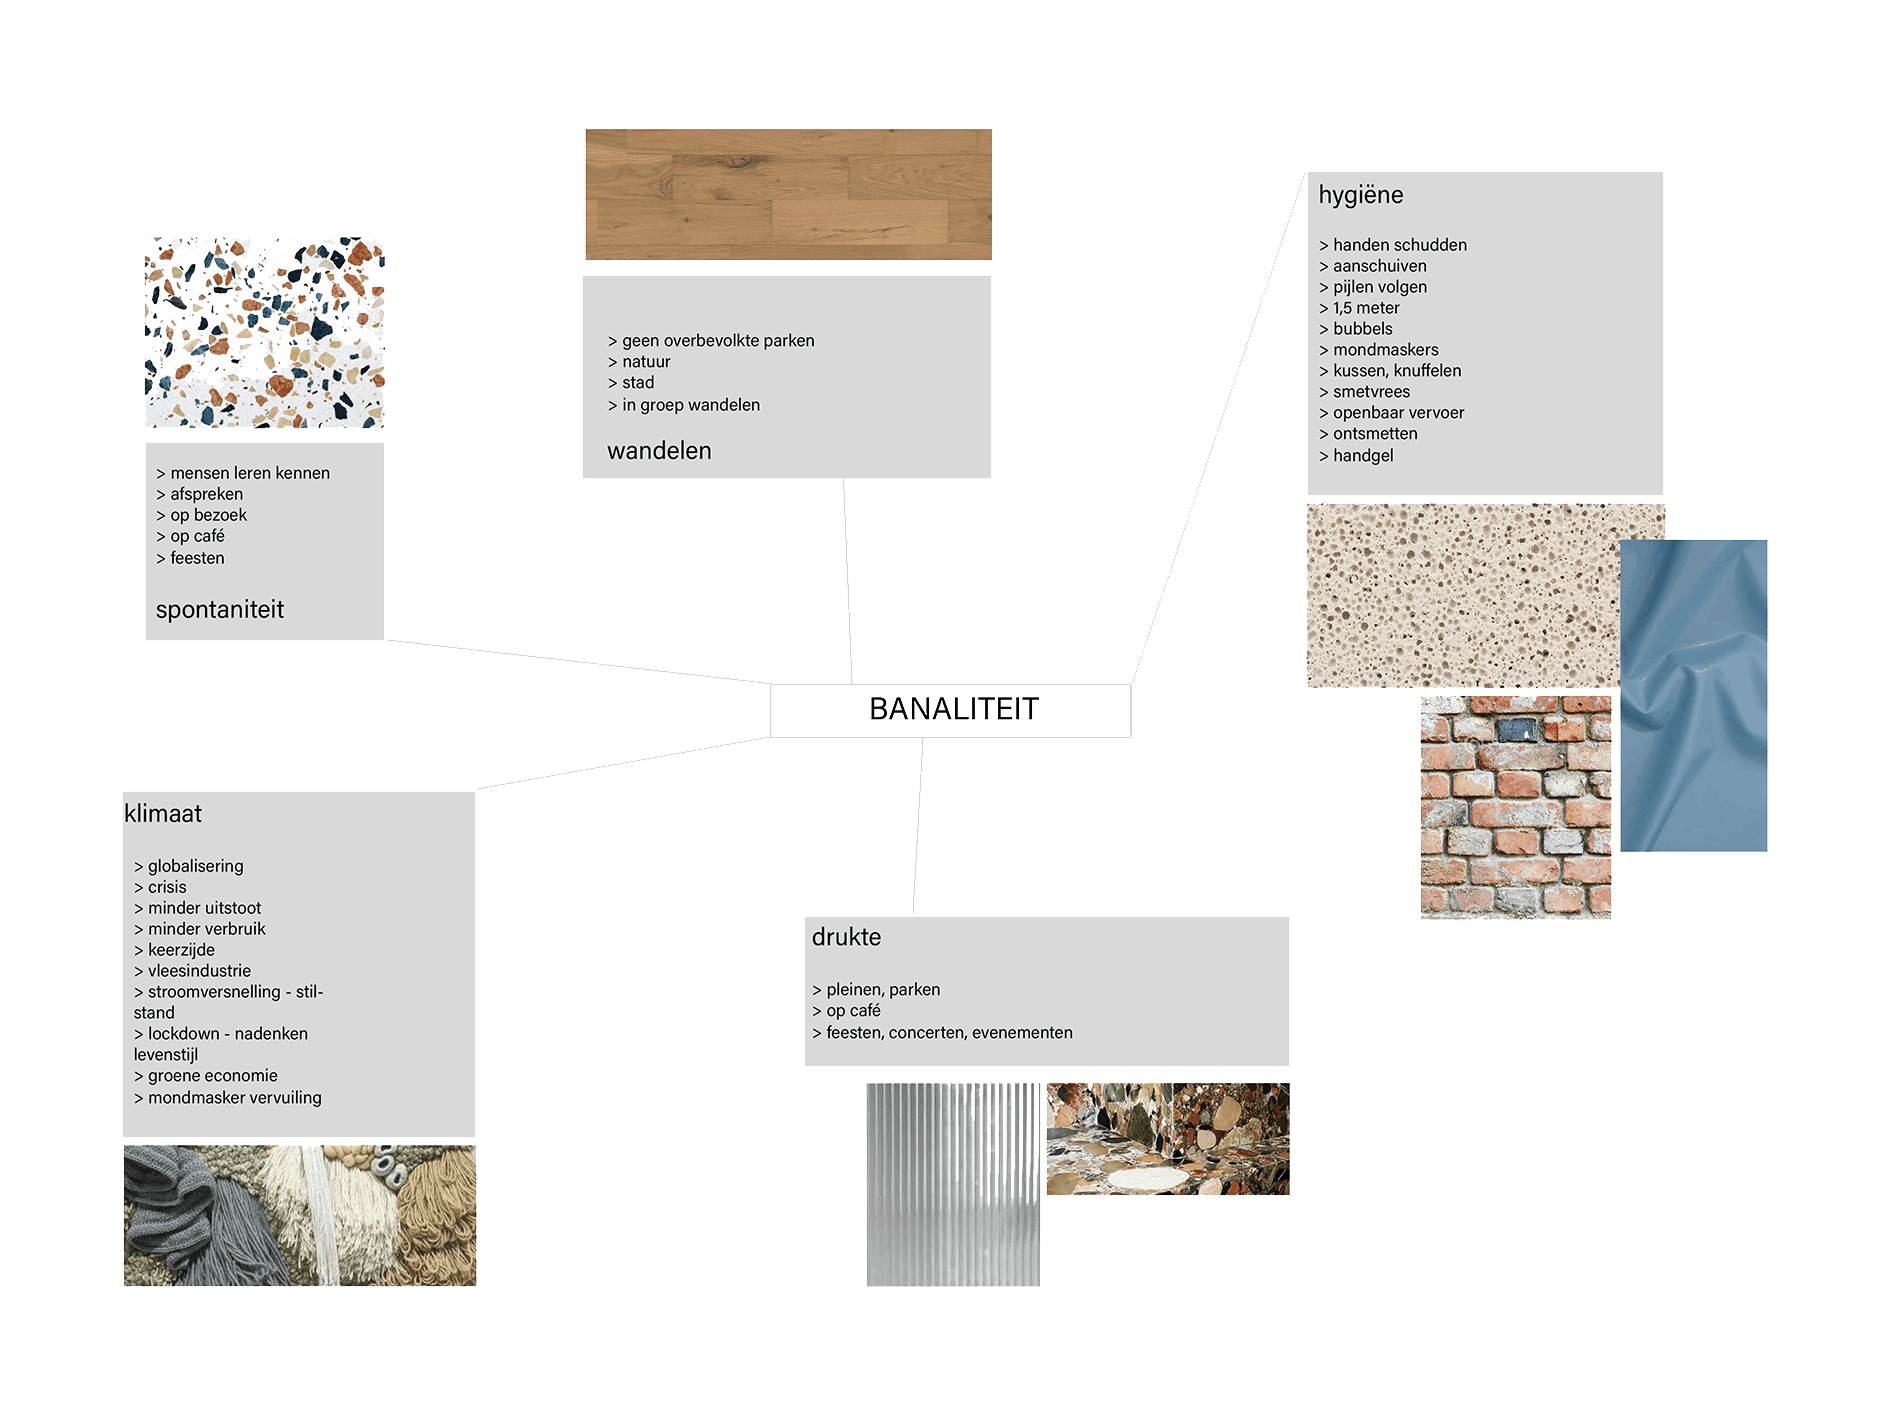 > geen overbevolkte parken
> natuur
> stad
> in groep wandelen
wandelen
hygiëne
> handen schudden
> aanschuiven
> pijlen volgen
> 1,5 meter
> bubbels
> mondmaskers
> kussen, knuffelen
> smetvrees
> openbaar vervoer
> ontsmetten
> handgel
> mensen leren kennen
> afspreken
> op bezoek
> op café
> feesten
spontaniteit
BANALITEIT
klimaat
> globalisering
> crisis
> minder uitstoot
> minder verbruik
> keerzijde
> vleesindustrie
> stroomversnelling - stil-
stand
> lockdown - nadenken
levenstijl
> groene economie
> mondmasker vervuiling
drukte
> pleinen, parken
> op café
> feesten, concerten, evenementen